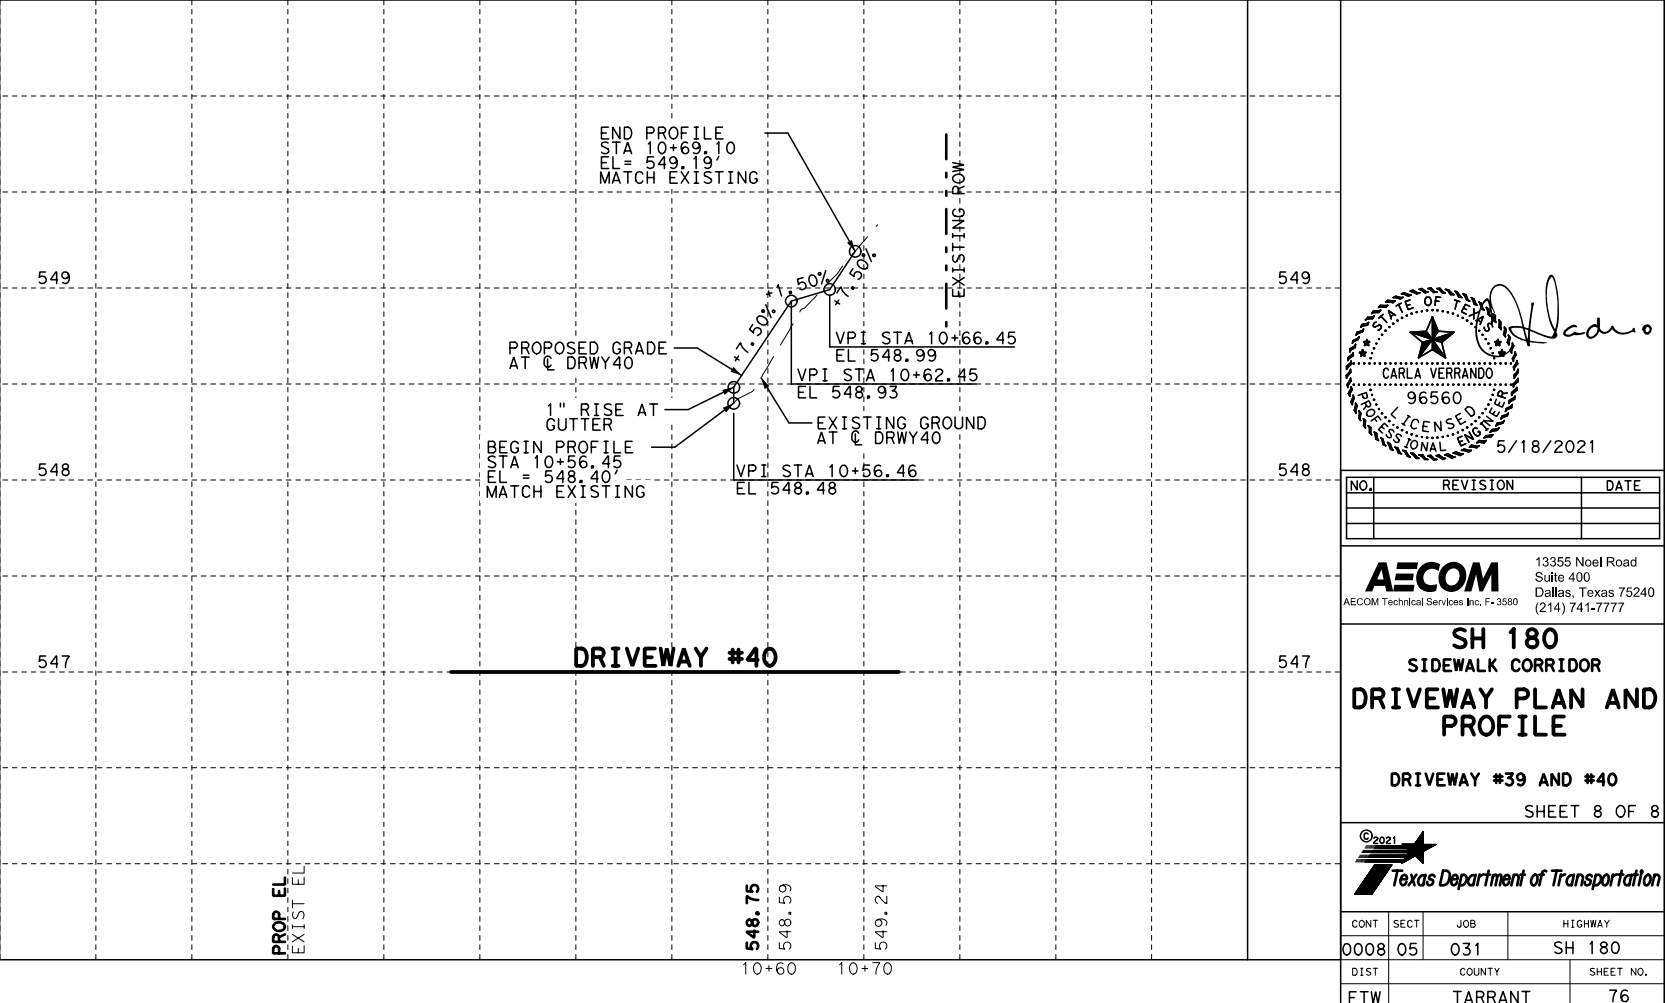 END PROFILE
STA 10+69.10
EL= 549.19'
MATCH EXISTING
EXISTING ROW
549
549
+7.50%
+1.50%
+7.50%
VPI STA 10+66.45
EL 548.99
VPI STA 10+62.45
EL 548.93
PROPOSED GRADE
AT ℄ DRWY40
1" RISE AT
GUTTER
EXISTING GROUND
AT ℄ DRWY40
BEGIN PROFILE
STA 10+56.45
EL = 548.40'
MATCH EXISTING
VPI STA 10+56.46
EL 548.48
548
548
547
547
DRIVEWAY #40
PROP EL
EXIST EL
548.75
548.59
549.24
10+60
10+70
STATE OF TEXAS
CARLA VERRANDO
96560
LICENSED
PROFESSIONAL ENGINEER
5/18/2021
NO. REVISION DATE
AECOM
AECOM Technical Services Inc. F-3580
13355 Noel Road
Suite 400
Dallas, Texas 75240
(214) 741-7777
SH 180
SIDEWALK CORRIDOR
DRIVEWAY PLAN AND
PROFILE
DRIVEWAY #39 AND #40
SHEET 8 OF 8
©2021
Texas Department of Transportation
CONT SECT JOB HIGHWAY
0008 05 031 SH 180
DIST COUNTY SHEET NO.
FTW TARRANT 76